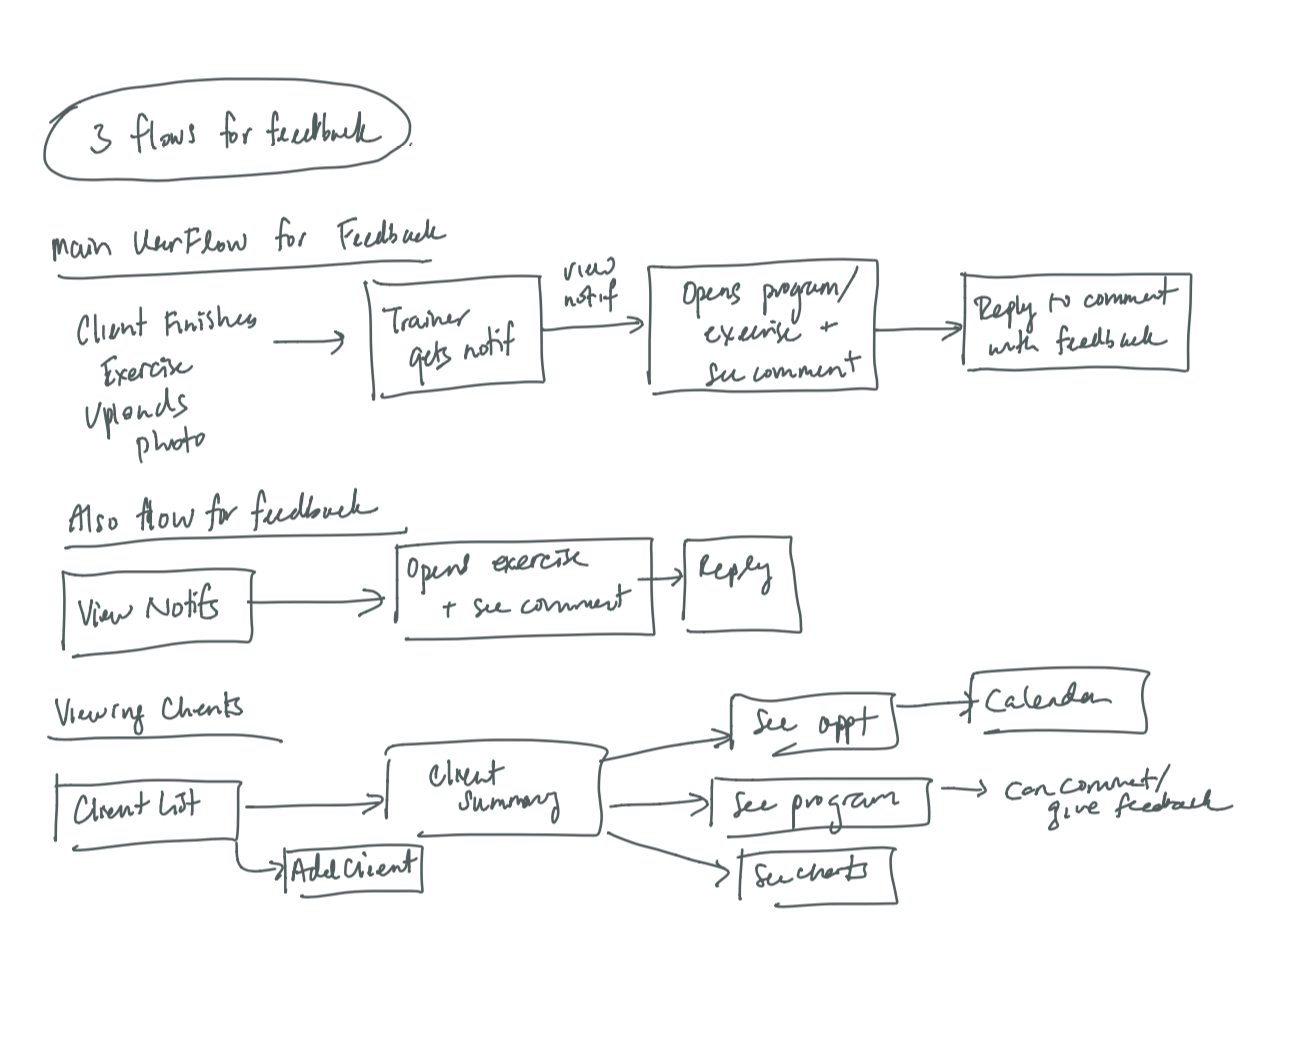 3 flows for feedback
Main UserFlow for Feedback
Client Finishes
Exercise
Uploads
photo
Trainer
gets notif
view
notif
Opens program/
exercise +
see comment
Reply to comment
with feedback
Also flow for feedback
View Notifs
Opens exercise
+ see comment
Reply
Viewing Clients
Client List
Add Client
Client
Summary
See appt
Calendar
See program
can comment/
give feedback
See charts